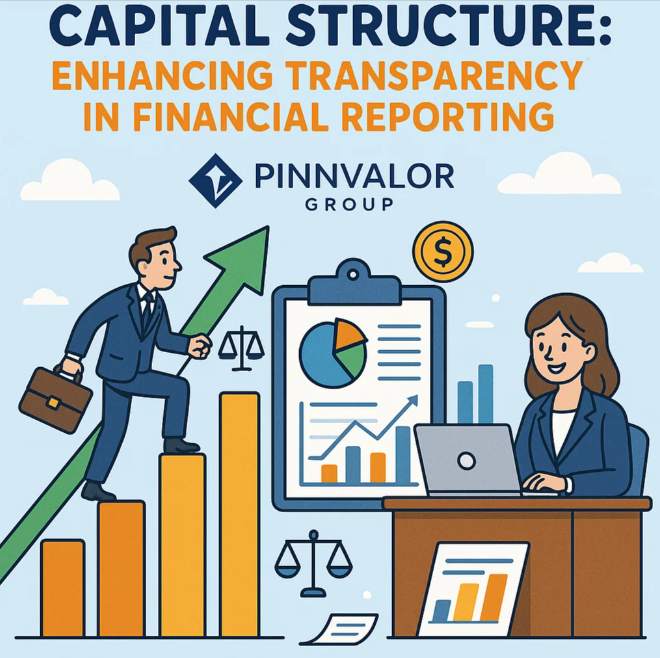 CAPITAL STRUCTURE:
ENHANCING TRANSPARENCY
IN FINANCIAL REPORTING
PINNVALOR
GROUP
$